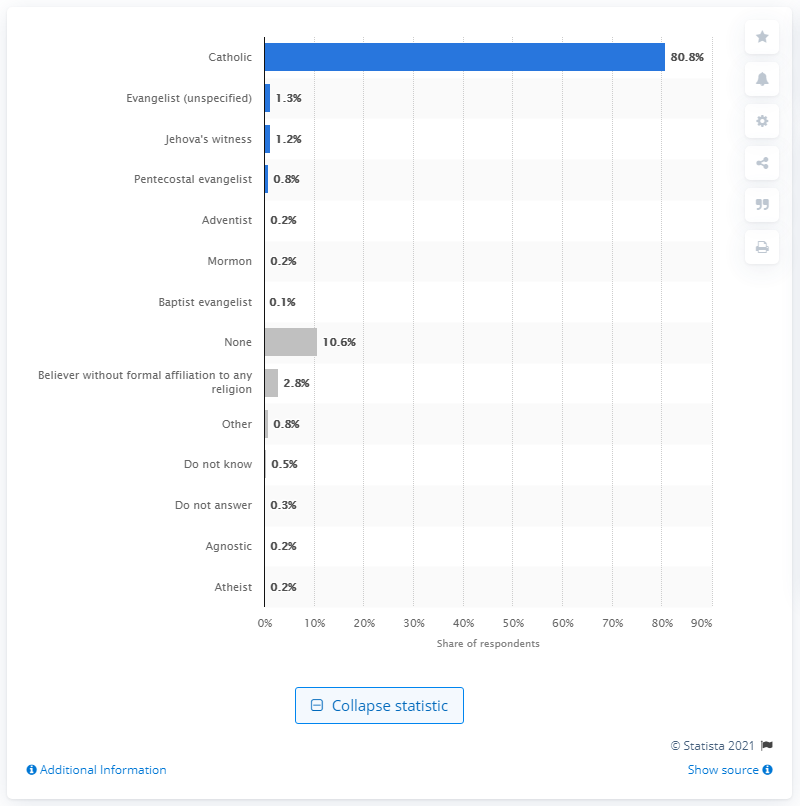 Catholic 80.8%
Evangelist (unspecified) 1.3%
Jehova's witness 1.2%
Pentecostal evangelist 0.8%
Adventist 0.2%
Mormon 0.2%
Baptist evangelist 0.1%
None 10.6%
Believer without formal affiliation to any
religion 2.8%
Other 0.8%
Do not know 0.5%
Do not answer 0.3%
Agnostic 0.2%
Atheist 0.2%
0% 10% 20% 30% 40% 50% 60% 70% 80% 90%
Share of respondents
Collapse statistic
© Statista 2021
Additional Information Show source